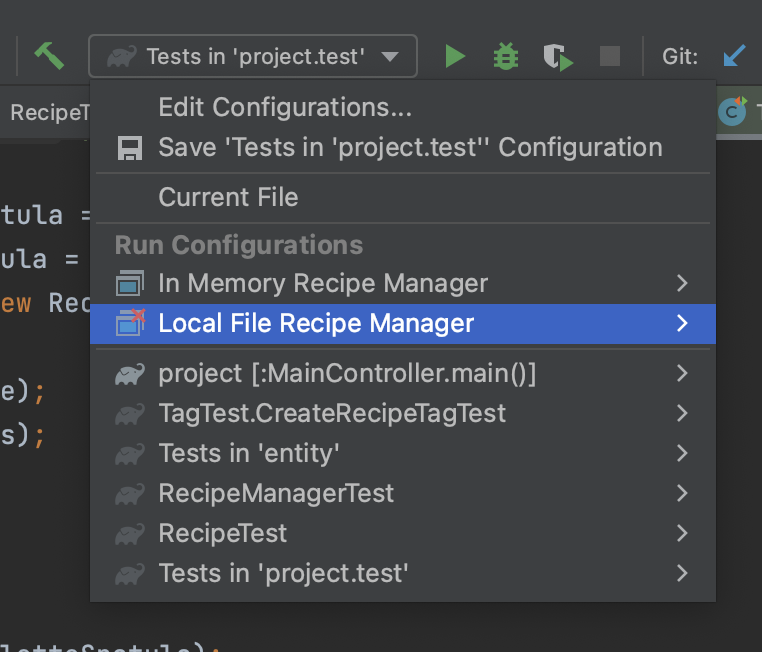 Tests in 'project.test'
Git:
RecipeT
C
Edit Configurations...
Save 'Tests in 'project.test'' Configuration
Current File
Run Configurations
In Memory Recipe Manager
Local File Recipe Manager
project [:MainController.main()]
TagTest.CreateRecipeTagTest
Tests in 'entity'
RecipeManagerTest
RecipeTest
Tests in 'project.test'
tula =
ula =
ew Rec
e);
s);